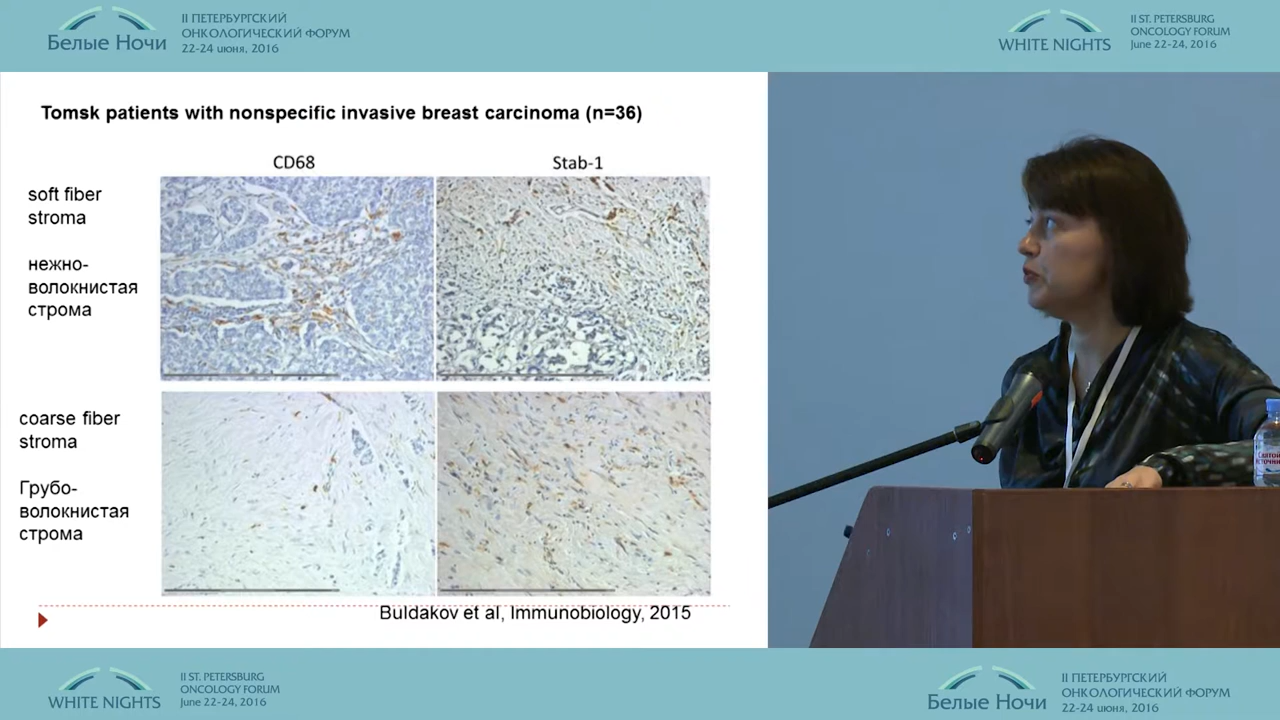 II ПЕТЕРБУРГСКИЙ
ОНКОЛОГИЧЕСКИЙ ФОРУМ
Белые Ночи
22-24 июня, 2016
II ST. PETERSBURG
ONCOLOGY FORUM
WHITE NIGHTS
June 22-24, 2016
Tomsk patients with nonspecific invasive breast carcinoma (n=36)
CD68
Stab-1
soft fiber
stroma
нежно-
волокнистая
строма
coarse fiber
stroma
Грубо-
волокнистая
строма
Buldakov et al, Immunobiology, 2015
Святой
Источник
II ST. PETERSBURG
ONCOLOGY FORUM
WHITE NIGHTS
June 22-24, 2016
II ПЕТЕРБУРГСКИЙ
ОНКОЛОГИЧЕСКИЙ ФОРУМ
Белые Ночи
22-24 июня, 2016